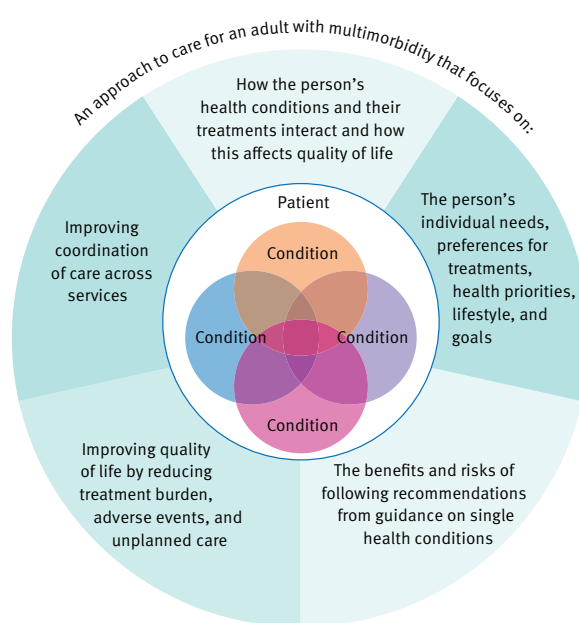 An approach to care for an adult with multimorbidity that focuses on:
How the person's
health conditions and their
treatments interact and how
this affects quality of life
The person's
individual needs,
preferences for
treatments,
health priorities,
lifestyle, and
goals
The benefits and risks of
following recommendations
from guidance on single
health conditions
Improving quality
of life by reducing
treatment burden,
adverse events, and
unplanned care
Improving
coordination
of care across
services
Patient
Condition
Condition
Condition
Condition